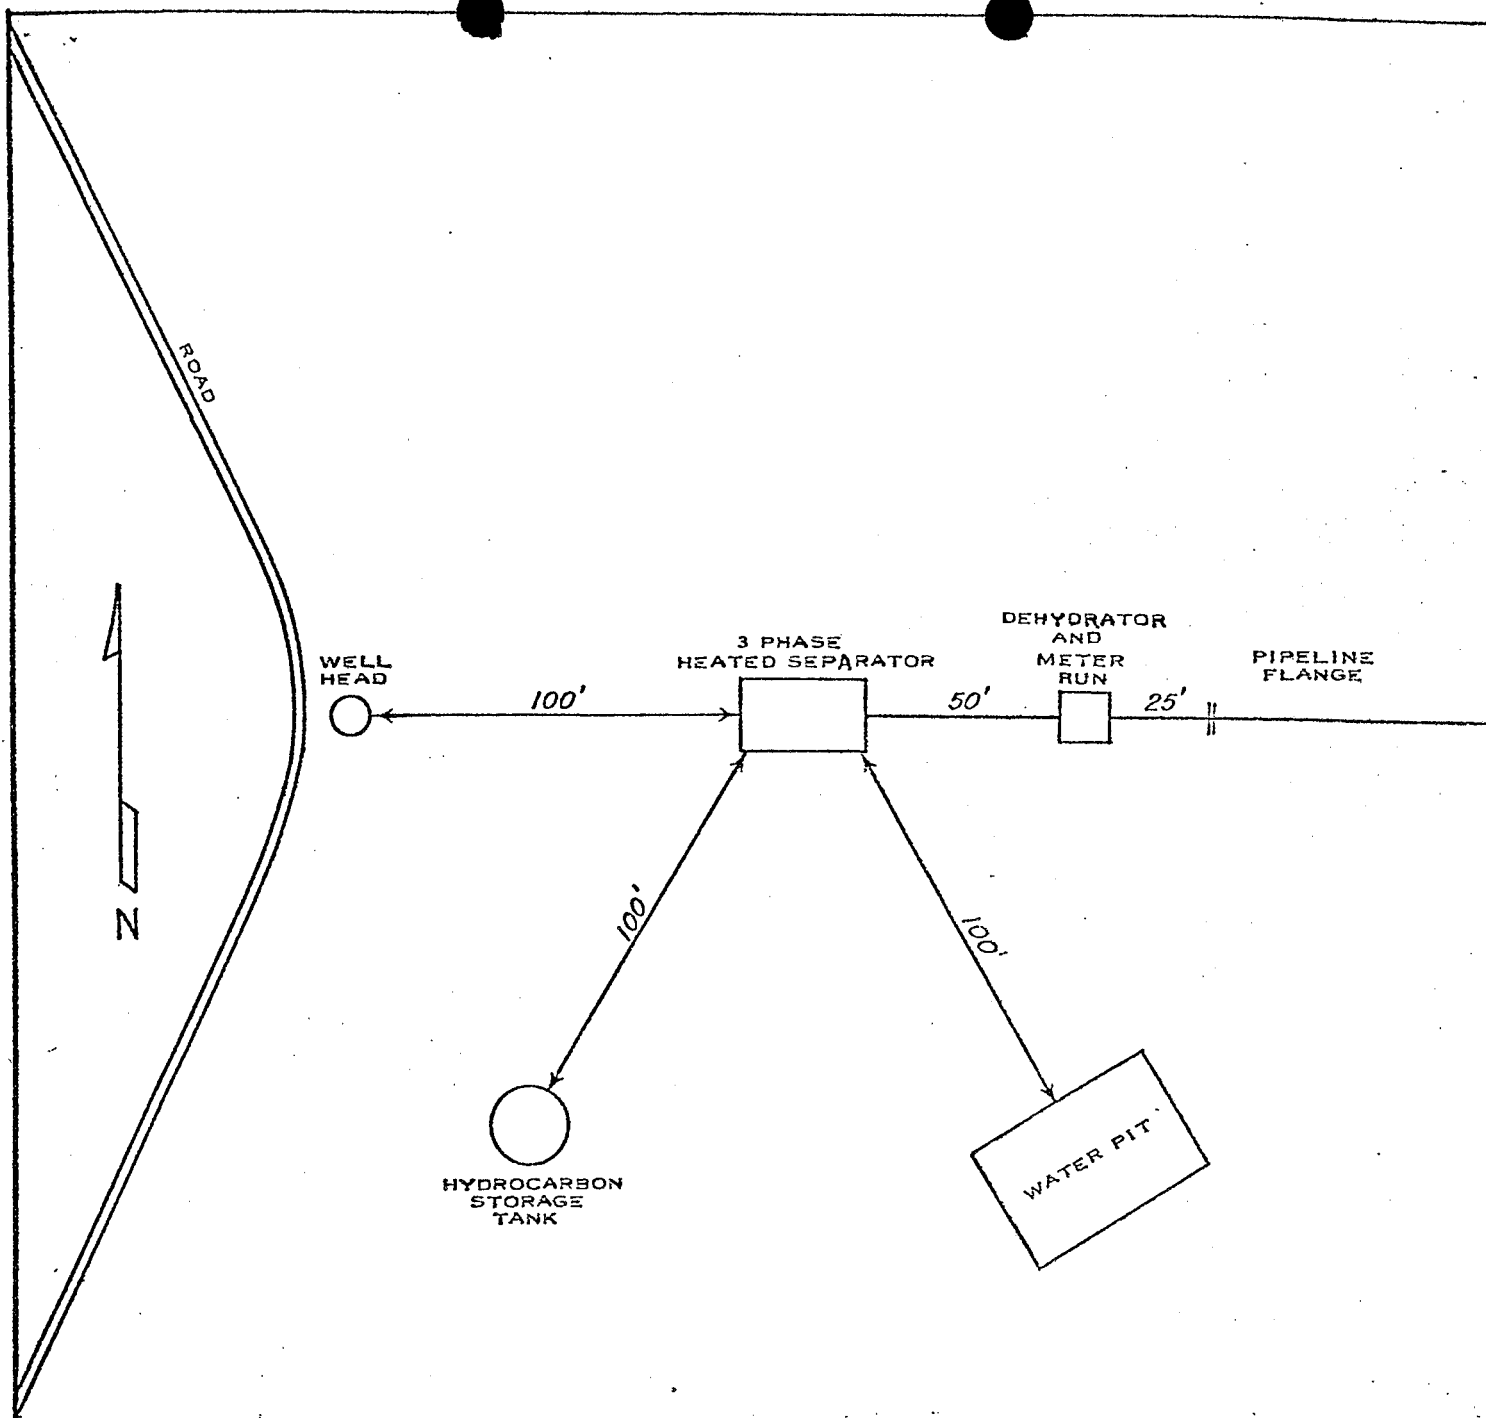 ROAD
DEHYDRATOR
AND
METER
RUN
3 PHASE
HEATED SEPARATOR
PIPELINE
FLANGE
WELL
HEAD
100'
50'
25'
100'
100'
N
WATER PIT
HYDROCARBON
STORAGE
TANK